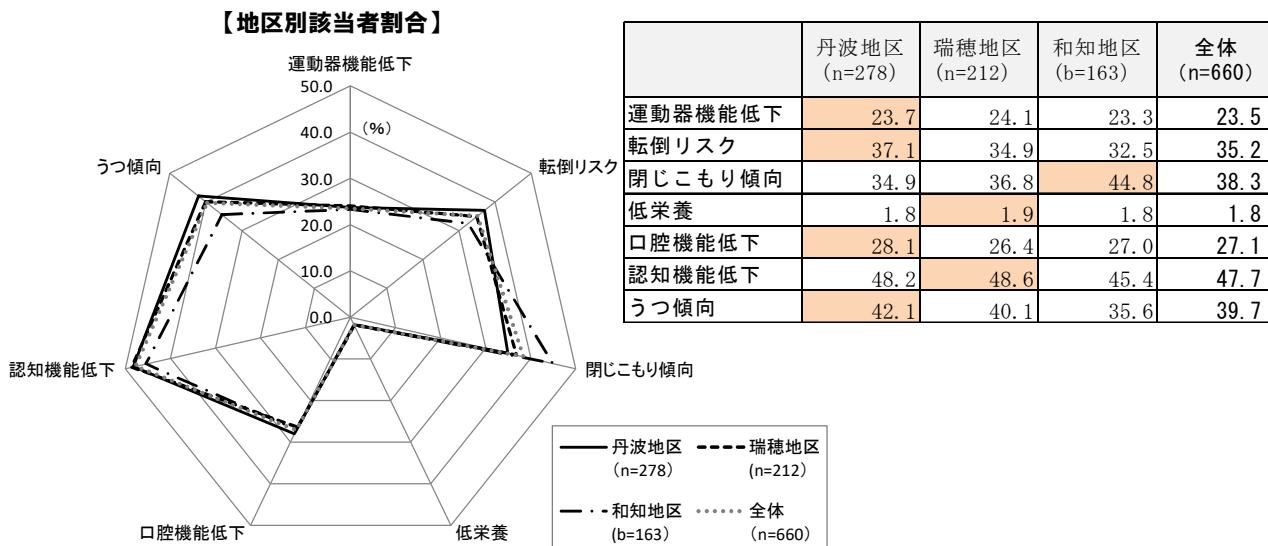 【地区別該当者割合】
運動器機能低下
50.0
(%)
40.0
30.0
20.0
10.0
0.0
転倒リスク
閉じこもり傾向
低栄養
口腔機能低下
認知機能低下
うつ傾向
丹波地区
(n=278)
瑞穂地区
(n=212)
和知地区
(b=163)
全体
(n=660)
丹波地区 瑞穂地区 和知地区 全体
(n=278) (n=212) (b=163) (n=660)
運動器機能低下 23.7 24.1 23.3 23.5
転倒リスク 37.1 34.9 32.5 35.2
閉じこもり傾向 34.9 36.8 44.8 38.3
低栄養 1.8 1.9 1.8 1.8
口腔機能低下 28.1 26.4 27.0 27.1
認知機能低下 48.2 48.6 45.4 47.7
うつ傾向 42.1 40.1 35.6 39.7